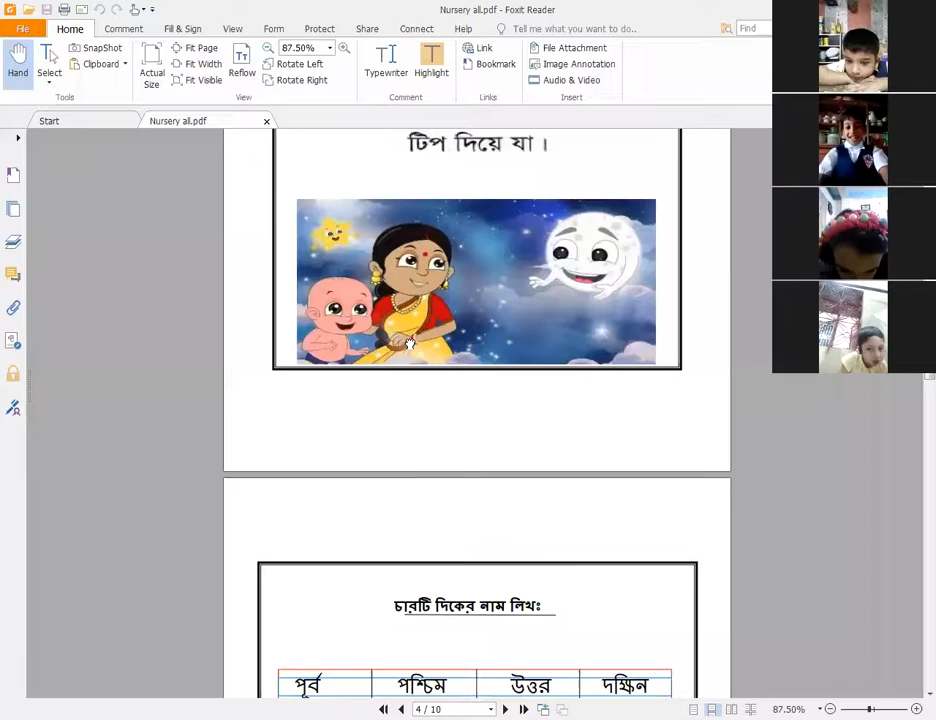 Nursery all.pdf - Foxit Reader
File Home Comment Fill & Sign View Form Protect Share Connect Help Tell me what you want to do.. Find
Hand
Select
SnapShot
Clipboard
Actual Size
Fit Page
Fit Width
Fit Visible
Reflow
87.50%
Rotate Left
Rotate Right
Typewriter
Highlight
Link
Bookmark
File Attachment
Image Annotation
Audio & Video
Tools View Comment Links Insert
Start Nursery all.pdf
টিপ দিয়ে যা।
চারটি দিকের নাম লিখঃ
পূর্ব পশ্চিম উত্তর দক্ষিন
4 / 10 87.50%